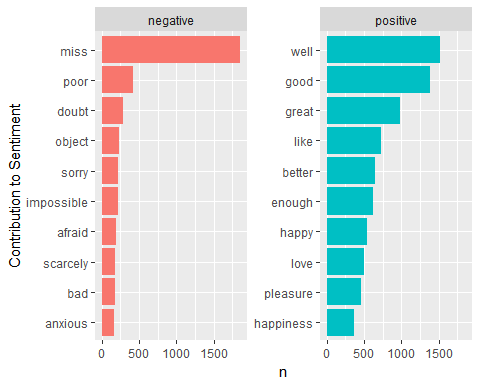 negative
positive
Contribution to Sentiment
miss
poor
doubt
object
sorry
impossible
afraid
scarcely
bad
anxious
0 500 1000 1500
well
good
great
like
better
enough
happy
love
pleasure
happiness
0 500 1000 1500
n